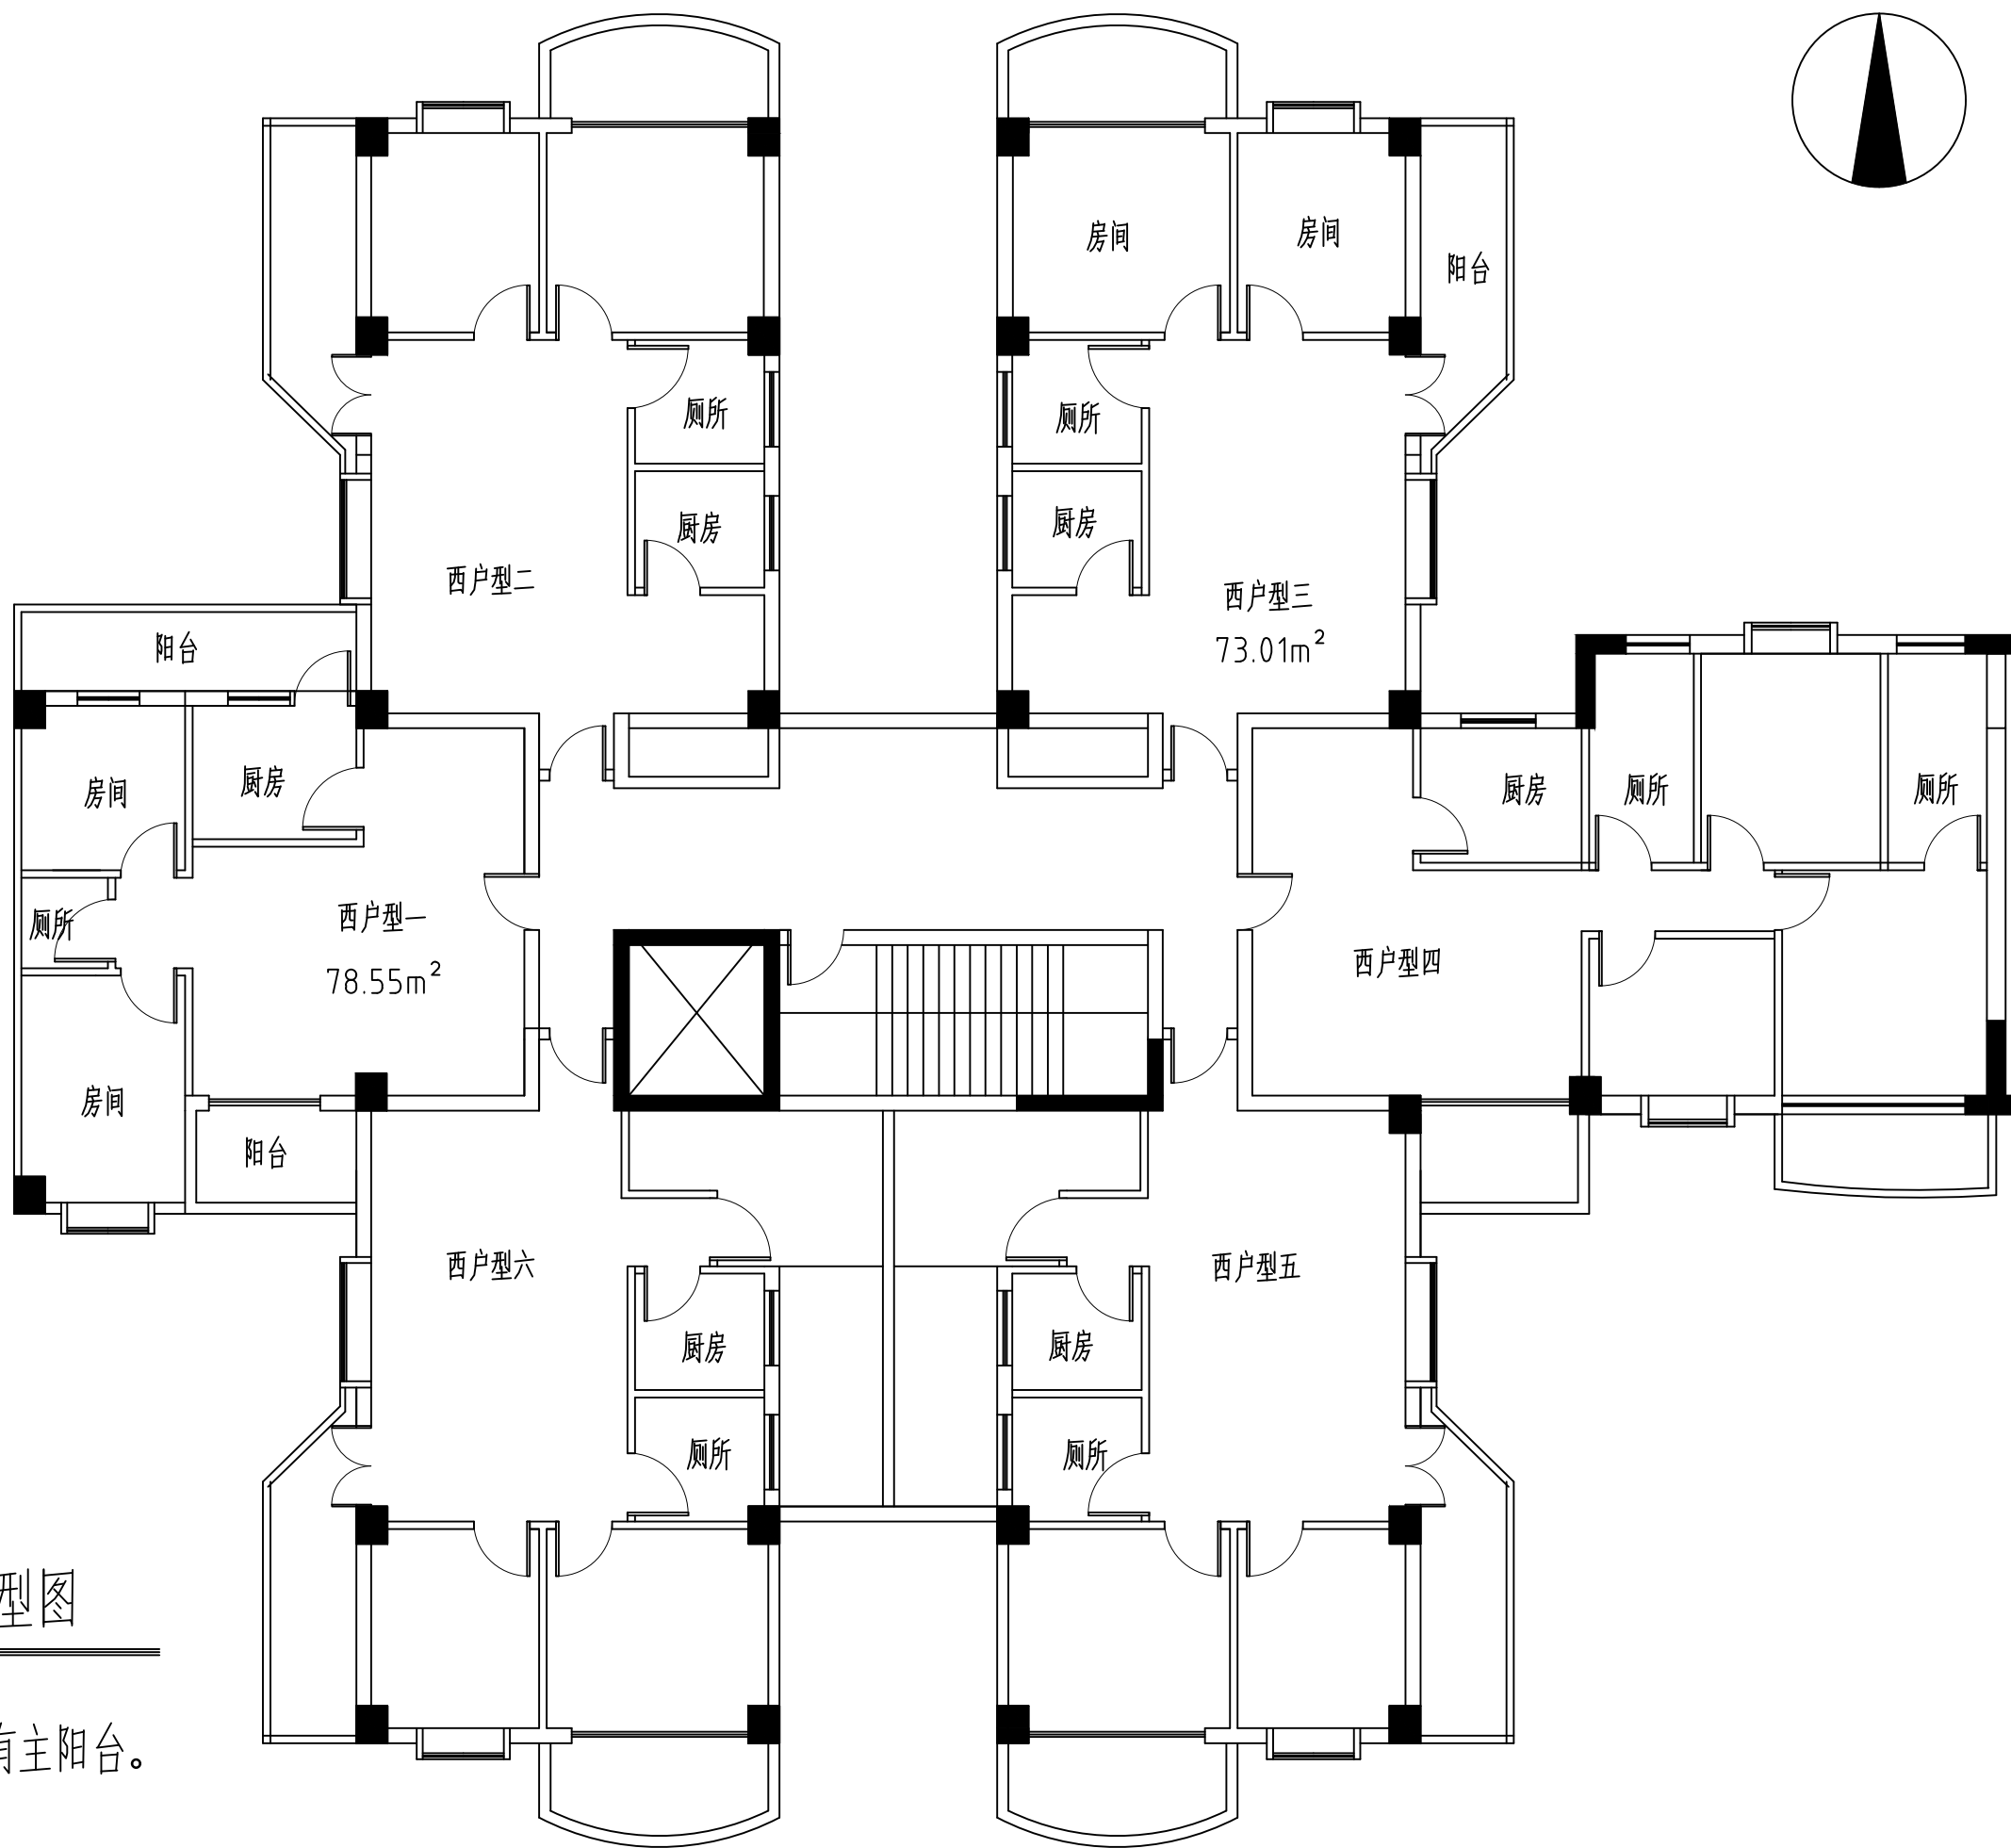 房间
房间
阳台
厕所
厕所
厨房
厨房
西户型二
西户型三
73.01m²
阳台
房间
厨房
厨房
厕所
厕所
厕所
西户型一
78.55m²
西户型四
房间
阳台
西户型六
西户型五
厨房
厨房
厕所
厕所
型图
主阳台。